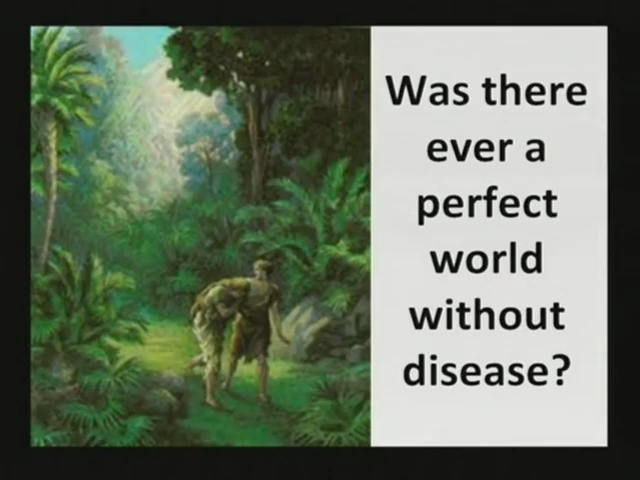 Was there
ever a
perfect
world
without
disease?